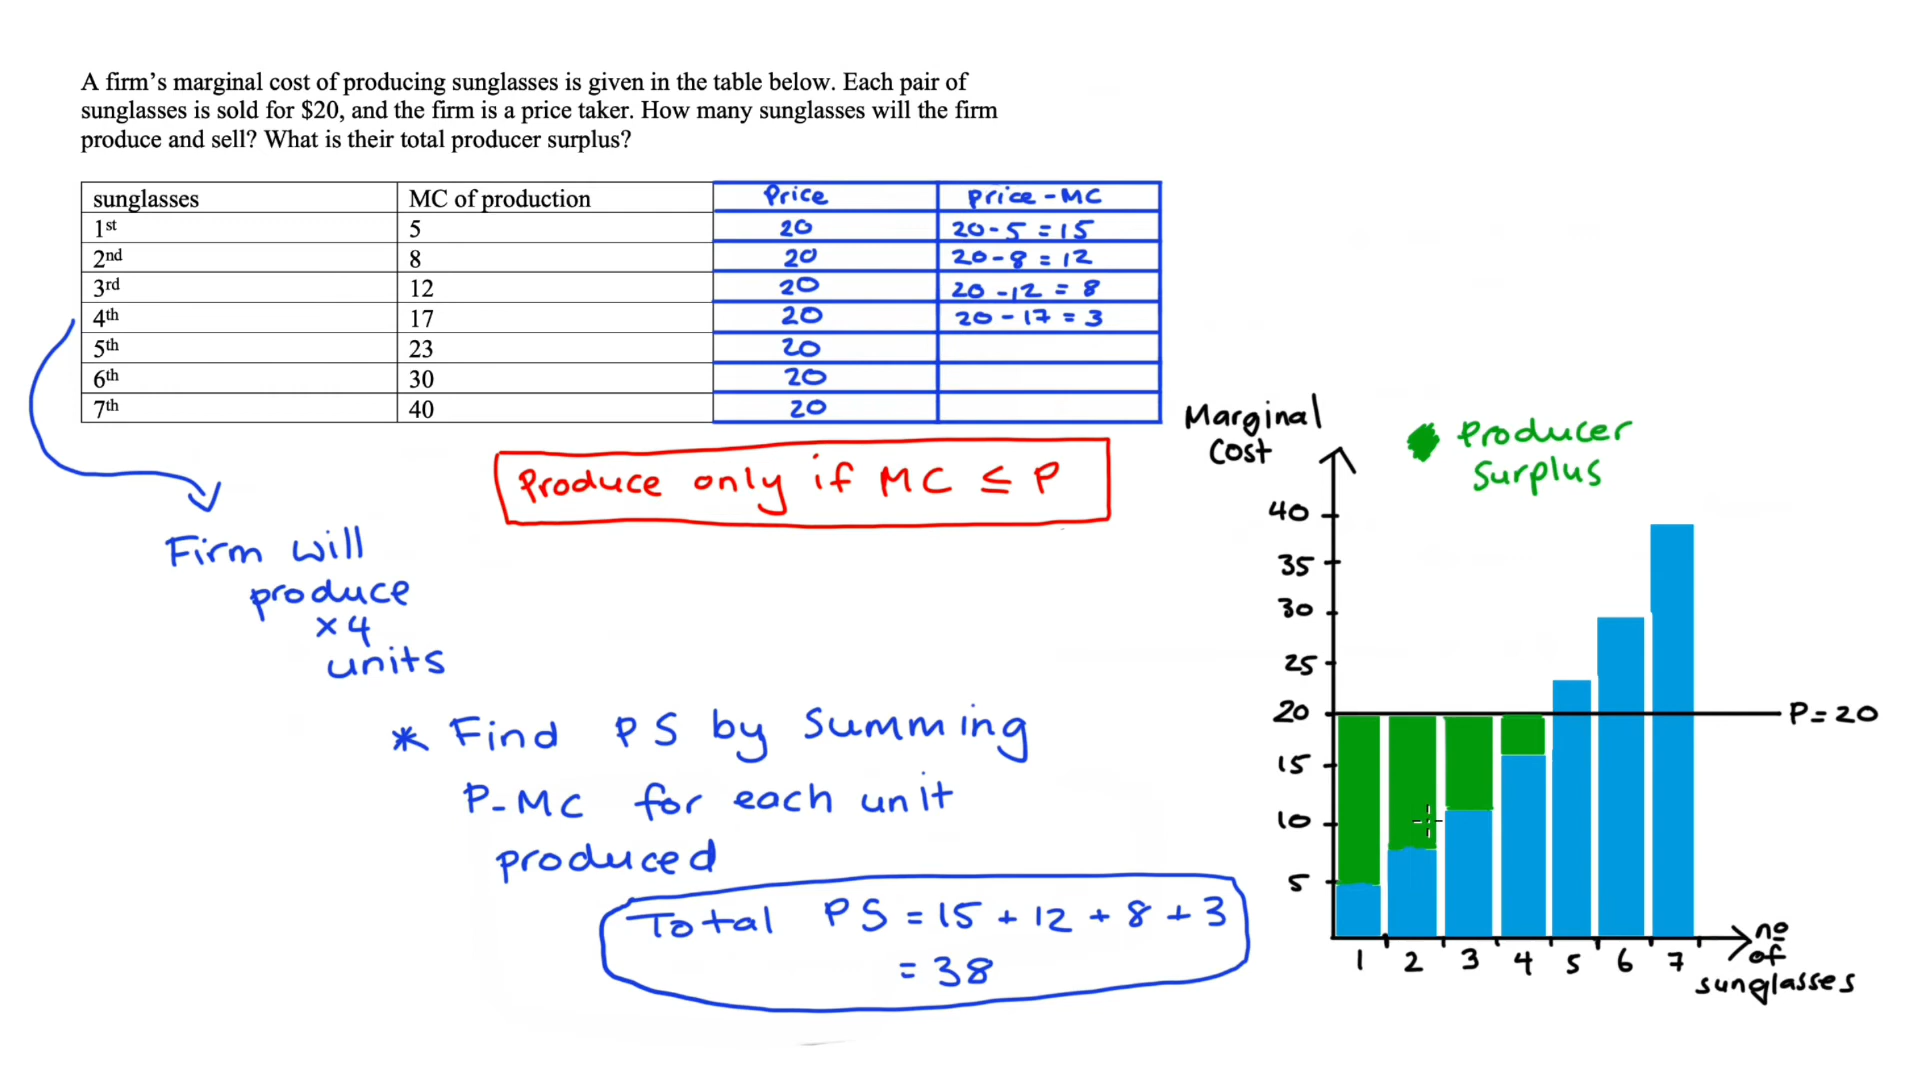 A firm’s marginal cost of producing sunglasses is given in the table below. Each pair of
sunglasses is sold for $20, and the firm is a price taker. How many sunglasses will the firm
produce and sell? What is their total producer surplus?
sunglasses MC of production Price price - MC
1st 5 20 20 - 5 = 15
2nd 8 20 20 - 8 = 12
3rd 12 20 20 - 12 = 8
4th 17 20 20 - 17 = 3
5th 23 20
6th 30 20
7th 40 20
Produce only if MC ≤ P
Firm will
produce
x 4
units
* Find PS by summing
P - MC for each unit
produced
Total PS = 15 + 12 + 8 + 3
= 38
Marginal
Cost
Producer
Surplus
40
35
30
25
20
15
10
5
P = 20
1 2 3 4 5 6 7
no
of
sunglasses